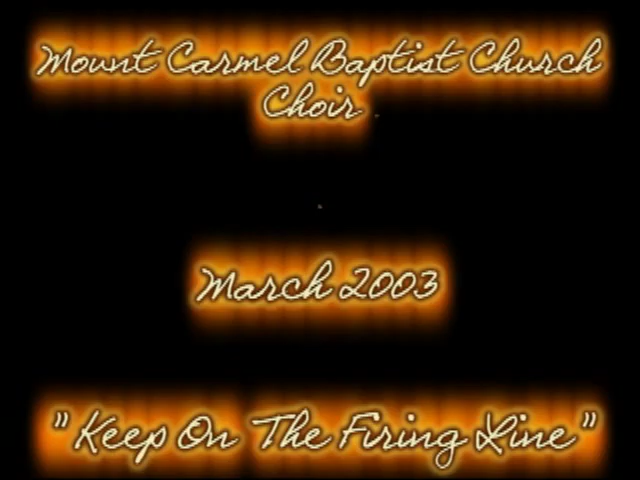 Mount Carmel Baptist Church
Choir
March 2003
"Keep On The Firing Line"